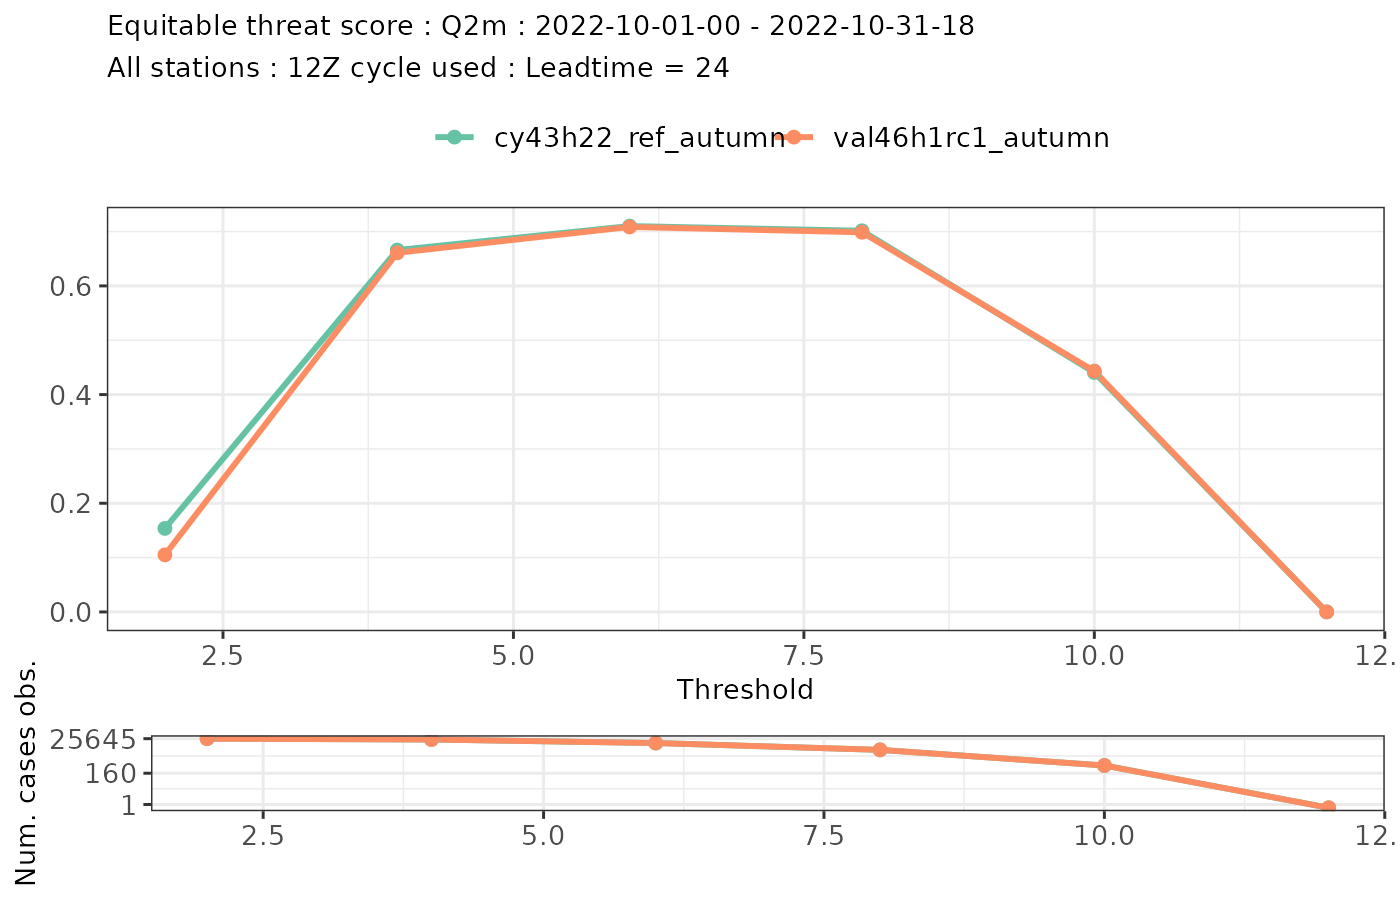 Equitable threat score : Q2m : 2022-10-01-00 - 2022-10-31-18
All stations : 12Z cycle used : Leadtime = 24
cy43h22_ref_autumn val46h1rc1_autumn
0.6
0.4
0.2
0.0
2.5 5.0 7.5 10.0 12.
Threshold
Num. cases obs.
25645
160
1
2.5 5.0 7.5 10.0 12.